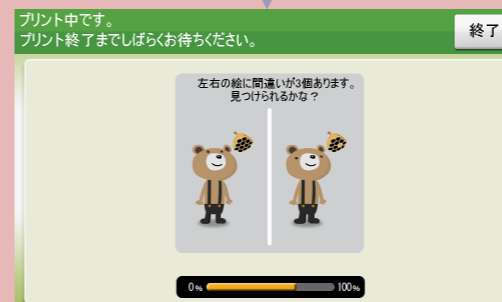 プリント中です。
プリント終了までしばらくお待ちください。
終了
左右の絵に間違いが3個あります。
見つけられるかな？
0% 100%